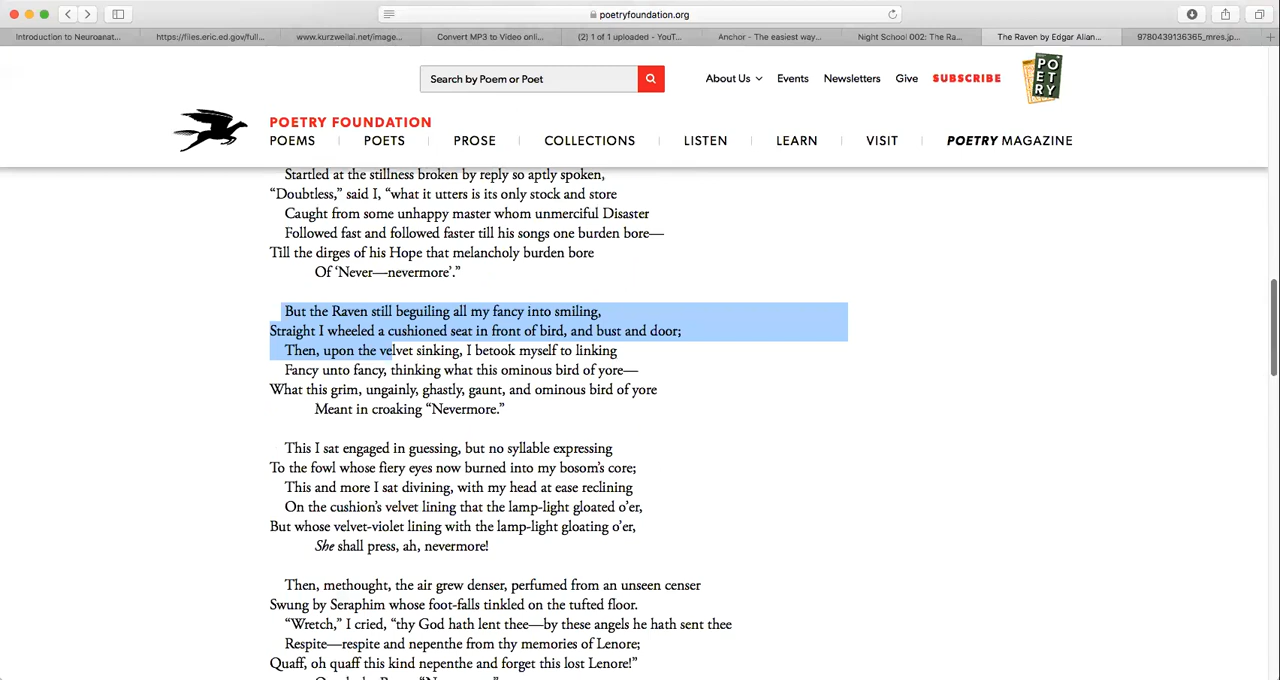 poetryfoundation.org
Introduction to Neuroanat...
https://files.eric.ed.gov/full...
www.kurzweilai.net/image...
Convert MP3 to Video onli...
(2) 1 of 1 uploaded - YouT...
Anchor - The easiest way...
Night School 002: The Ra...
The Raven by Edgar Allan...
9780439136365_mres.jp...
Search by Poem or Poet
About Us
Events
Newsletters
Give
SUBSCRIBE
PO
ET
RY
POETRY FOUNDATION
POEMS
POETS
PROSE
COLLECTIONS
LISTEN
LEARN
VISIT
POETRY MAGAZINE
Startled at the stillness broken by reply so aptly spoken,
“Doubtless,” said I, “what it utters is its only stock and store
Caught from some unhappy master whom unmerciful Disaster
Followed fast and followed faster till his songs one burden bore—
Till the dirges of his Hope that melancholy burden bore
Of ‘Never—nevermore’.”
But the Raven still beguiling all my fancy into smiling,
Straight I wheeled a cushioned seat in front of bird, and bust and door;
Then, upon the velvet sinking, I betook myself to linking
Fancy unto fancy, thinking what this ominous bird of yore—
What this grim, ungainly, ghastly, gaunt, and ominous bird of yore
Meant in croaking “Nevermore.”
This I sat engaged in guessing, but no syllable expressing
To the fowl whose fiery eyes now burned into my bosom’s core;
This and more I sat divining, with my head at ease reclining
On the cushion’s velvet lining that the lamp-light gloated o’er,
But whose velvet-violet lining with the lamp-light gloating o’er,
She shall press, ah, nevermore!
Then, methought, the air grew denser, perfumed from an unseen censer
Swung by Seraphim whose foot-falls tinkled on the tufted floor.
“Wretch,” I cried, “thy God hath lent thee—by these angels he hath sent thee
Respite—respite and nepenthe from thy memories of Lenore;
Quaff, oh quaff this kind nepenthe and forget this lost Lenore!”